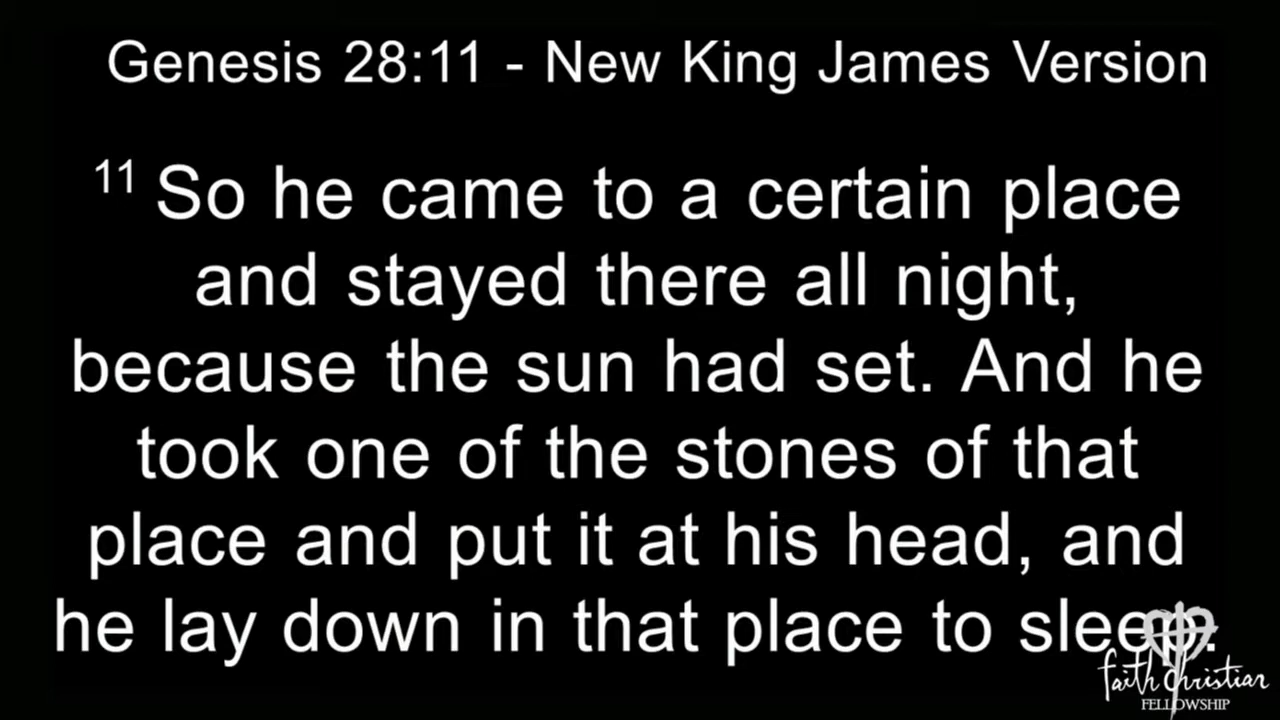 Genesis 28:11 - New King James Version
11 So he came to a certain place
and stayed there all night,
because the sun had set. And he
took one of the stones of that
place and put it at his head, and
he lay down in that place to sleep.
faith Christian
FELLOWSHIP